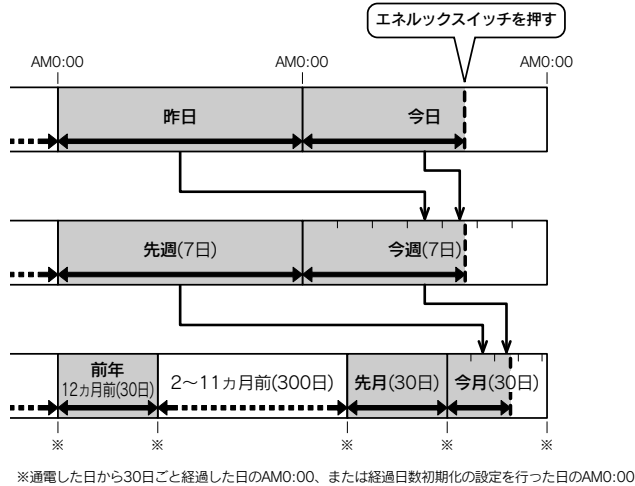 エネルックスイッチを押す
AM0:00
AM0:00
AM0:00
昨日
今日
先週(7日)
今週(7日)
前年
12ヵ月前(30日)
2〜11ヵ月前(300日)
先月(30日)
今月(30日)
※
※
※
※
※
※通電した日から30日ごと経過した日のAM0:00、または経過日数初期化の設定を行った日のAM0:00